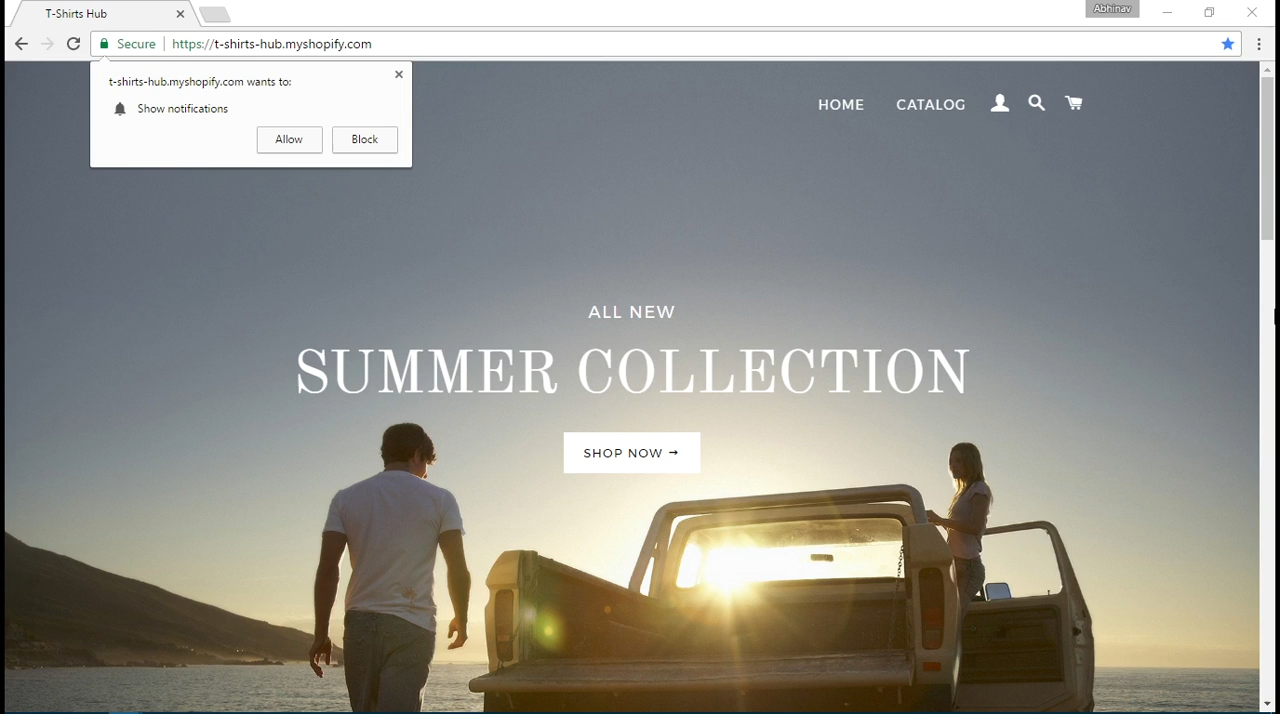 T-Shirts Hub
Abhinav
Secure https://t-shirts-hub.myshopify.com
t-shirts-hub.myshopify.com wants to:
Show notifications
Allow Block
HOME CATALOG
ALL NEW
SUMMER COLLECTION
SHOP NOW →